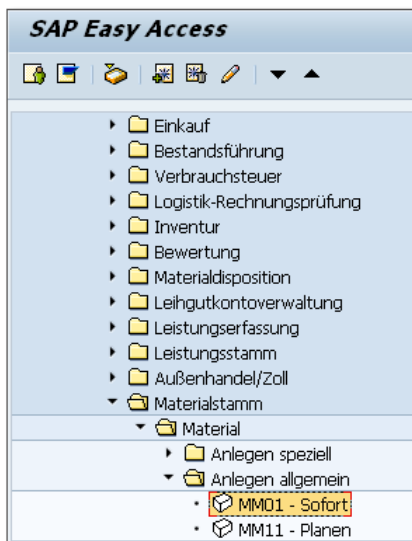 SAP Easy Access
Einkauf
Bestandsführung
Verbrauchsteuer
Logistik-Rechnungsprüfung
Inventur
Bewertung
Materialdisposition
Leihgutkontoverwaltung
Leistungserfassung
Leistungsstamm
Außenhandel/Zoll
Materialstamm
Material
Anlegen speziell
Anlegen allgemein
MM01 - Sofort
MM11 - Planen